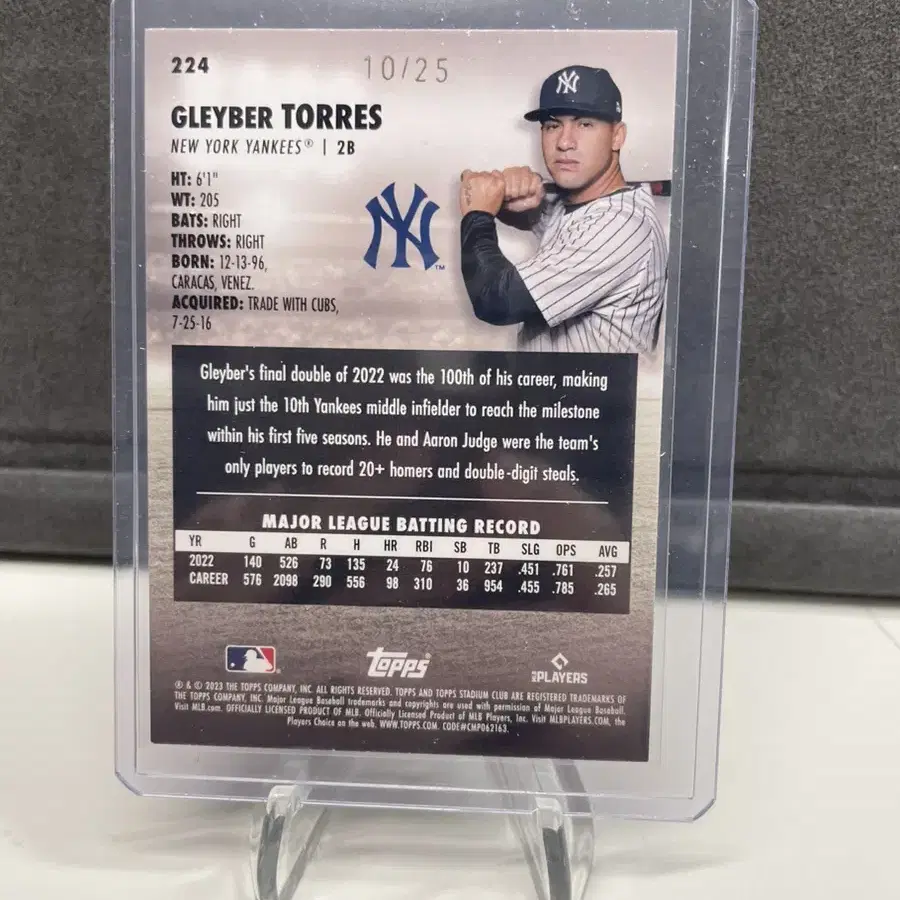 224
10/25
GLEYBER TORRES
NEW YORK YANKEES® | 2B
HT: 6'1"
WT: 205
BATS: RIGHT
THROWS: RIGHT
BORN: 12-13-96,
CARACAS, VENEZ.
ACQUIRED: TRADE WITH CUBS,
7-25-16
NY
NY™
Gleyber's final double of 2022 was the 100th of his career, making
him just the 10th Yankees middle infielder to reach the milestone
within his first five seasons. He and Aaron Judge were the team's
only players to record 20+ homers and double-digit steals.
MAJOR LEAGUE BATTING RECORD
YR G AB R H HR RBI SB TB SLG OPS AVG
2022 140 526 73 135 24 76 10 237 .451 .761 .257
CAREER 576 2098 290 556 98 310 36 954 .455 .785 .265
Topps®
MLB PLAYERS
® & © 2023 THE TOPPS COMPANY, INC. ALL RIGHTS RESERVED. TOPPS AND TOPPS STADIUM CLUB ARE REGISTERED TRADEMARKS OF
THE TOPPS COMPANY, INC. Major League Baseball trademarks and copyrights are used with permission of Major League Baseball.
Visit MLB.com. OFFICIALLY LICENSED PRODUCT OF MLB. Officially Licensed Product of MLB Players, Inc. Visit MLBPLAYERS.COM, the
Players Choice on the web. WWW.TOPPS.COM. CODE#CMP062163.